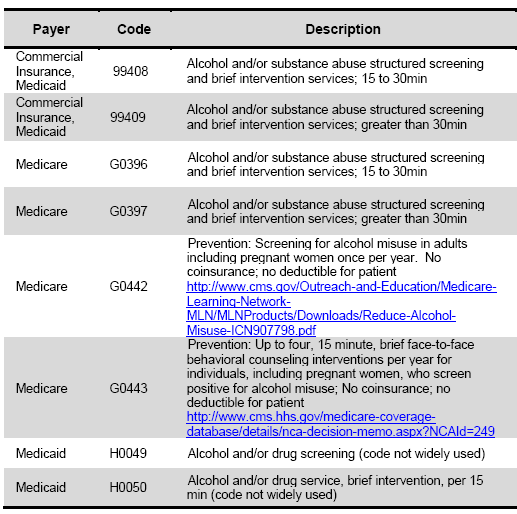 Payer Code Description
Commercial
Insurance,
Medicaid
99408
Alcohol and/or substance abuse structured screening
and brief intervention services; 15 to 30min
Commercial
Insurance,
Medicaid
99409
Alcohol and/or substance abuse structured screening
and brief intervention services; greater than 30min
Medicare
G0396
Alcohol and/or substance abuse structured screening
and brief intervention services; 15 to 30min
Medicare
G0397
Alcohol and/or substance abuse structured screening
and brief intervention services; greater than 30min
Medicare
G0442
Prevention: Screening for alcohol misuse in adults
including pregnant women once per year. No
coinsurance; no deductible for patient
http://www.cms.gov/Outreach-and-Education/Medicare-
Learning-Network-
MLN/MLNProducts/Downloads/Reduce-Alcohol-
Misuse-ICN907798.pdf
Medicare
G0443
Prevention: Up to four, 15 minute, brief face-to-face
behavioral counseling interventions per year for
individuals, including pregnant women, who screen
positive for alcohol misuse; No coinsurance; no
deductible for patient
http://www.cms.hhs.gov/medicare-coverage-
database/details/nca-decision-memo.aspx?NCAId=249
Medicaid
H0049
Alcohol and/or drug screening (code not widely used)
Medicaid
H0050
Alcohol and/or drug service, brief intervention, per 15
min (code not widely used)